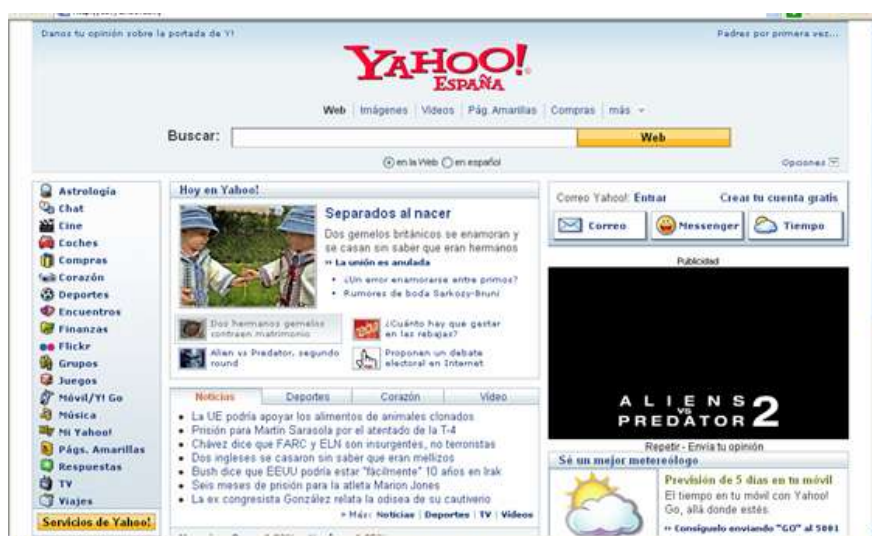 Danos tu opinión sobre la portada de Y!
Padres por primera vez...
YAHOO!
ESPAÑA
Web | Imágenes | Vídeos | Pág. Amarillas | Compras | más
Buscar:
Web
en la Web en español
Opciones
Astrología
Chat
Cine
Coches
Compras
Corazón
Deportes
Encuentros
Finanzas
Flickr
Grupos
Juegos
Móvil/Y! Go
Música
Mi Yahoo!
Págs. Amarillas
Respuestas
TV
Viajes
Servicios de Yahoo!
Hoy en Yahoo!
Separados al nacer
Dos gemelos británicos se enamoran y
se casan sin saber que eran hermanos
» La unión es anulada
• ¿Un error enamorarse entre primos?
• Rumores de boda Sarkozy-Bruni
Dos hermanos gemelos
contraen matrimonio
¿Cuánto hay que gastar
en las rebajas?
Alien vs Predator, segundo
round
Proponen un debate
electoral en Internet
Noticias Deportes Corazón Vídeo
• La UE podría apoyar los alimentos de animales clonados
• Prisión para Martín Sarasola por el atentado de la T-4
• Chávez dice que FARC y ELN son insurgentes, no terroristas
• Dos ingleses se casaron sin saber que eran mellizos
• Bush dice que EEUU podría estar "fácilmente" 10 años en Irak
• Seis meses de prisión para la atleta Marion Jones
• La ex congresista González relata la odisea de su cautiverio
» Más: Noticias | Deportes | TV | Vídeos
Correo Yahoo!: Entrar
Crear tu cuenta gratis
Correo
Messenger
Tiempo
Publicidad
ALIENS
VS
PREDATOR 2
Repetir - Envía tu opinión
Sé un mejor metereólogo
Previsión de 5 días en tu móvil
El tiempo en tu móvil con Yahoo!
Go, allá donde estés.
» Consíguelo enviando "GO" al 5001